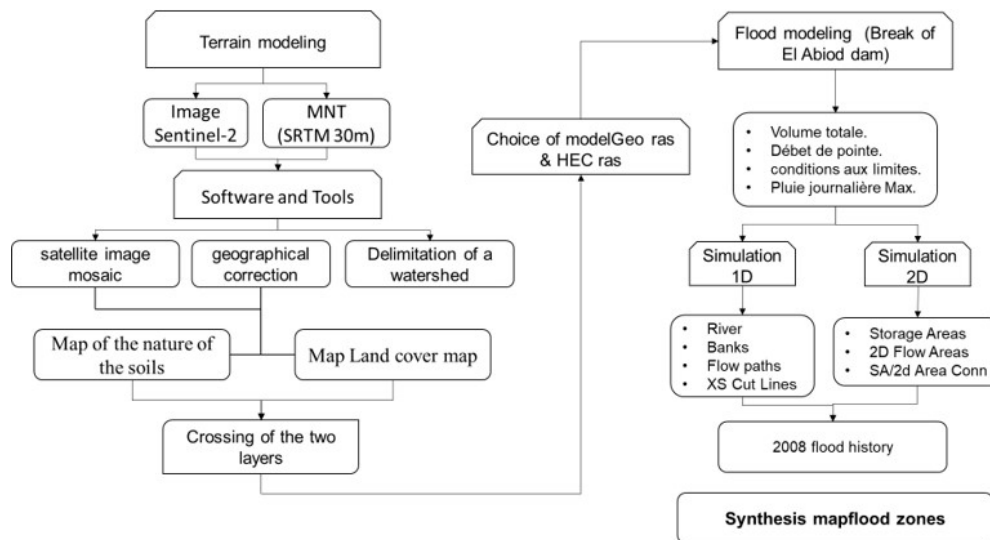 Terrain modeling
Image
Sentinel-2
MNT
(SRTM 30m)
Software and Tools
satellite image
mosaic
geographical
correction
Delimitation of a
watershed
Map of the nature of
the soils
Map Land cover map
Crossing of the two
layers
Choice of modelGeo ras
& HEC ras
Flood modeling (Break of
El Abiod dam)
• Volume totale.
• Débet de pointe.
• conditions aux limites.
• Pluie journalière Max.
Simulation
1D
Simulation
2D
• River
• Banks
• Flow paths
• XS Cut Lines
• Storage Areas
• 2D Flow Areas
• SA/2d Area Conn
2008 flood history
Synthesis mapflood zones